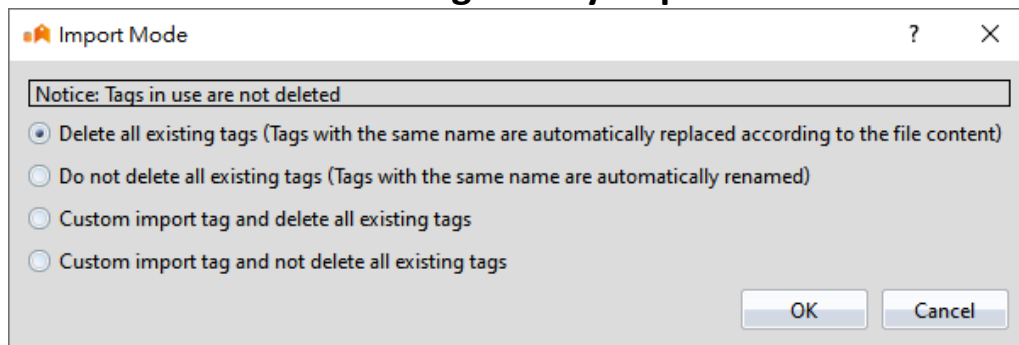 Import Mode
?
Notice: Tags in use are not deleted
Delete all existing tags (Tags with the same name are automatically replaced according to the file content)
Do not delete all existing tags (Tags with the same name are automatically renamed)
Custom import tag and delete all existing tags
Custom import tag and not delete all existing tags
OK Cancel